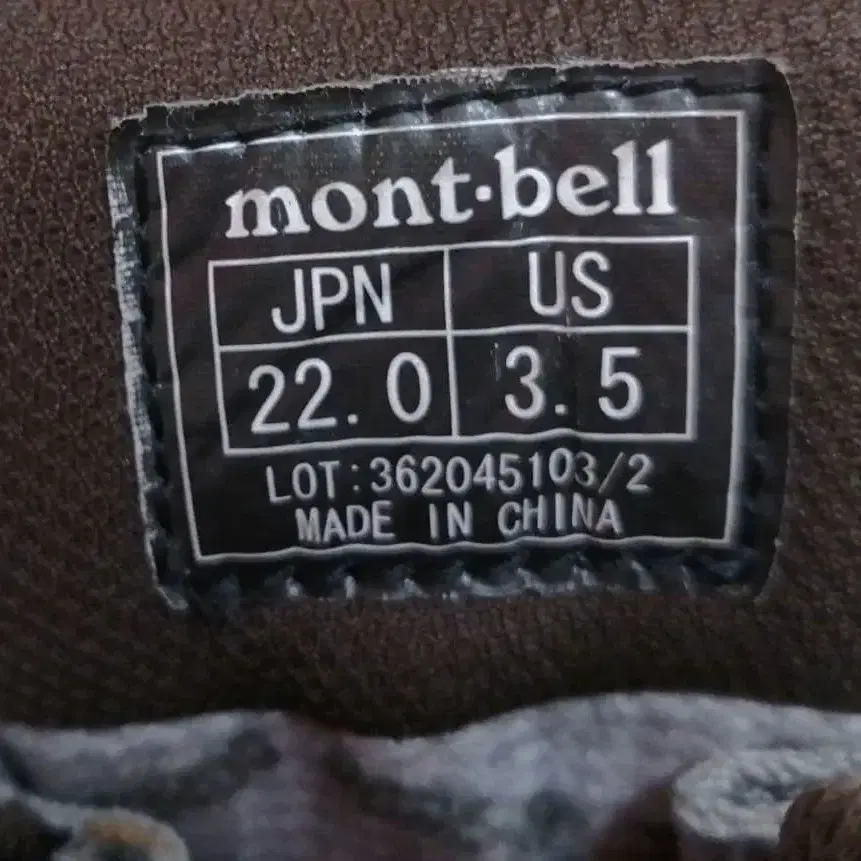 mont·bell
JPN US
22.0 3.5
LOT:362045103/2
MADE IN CHINA